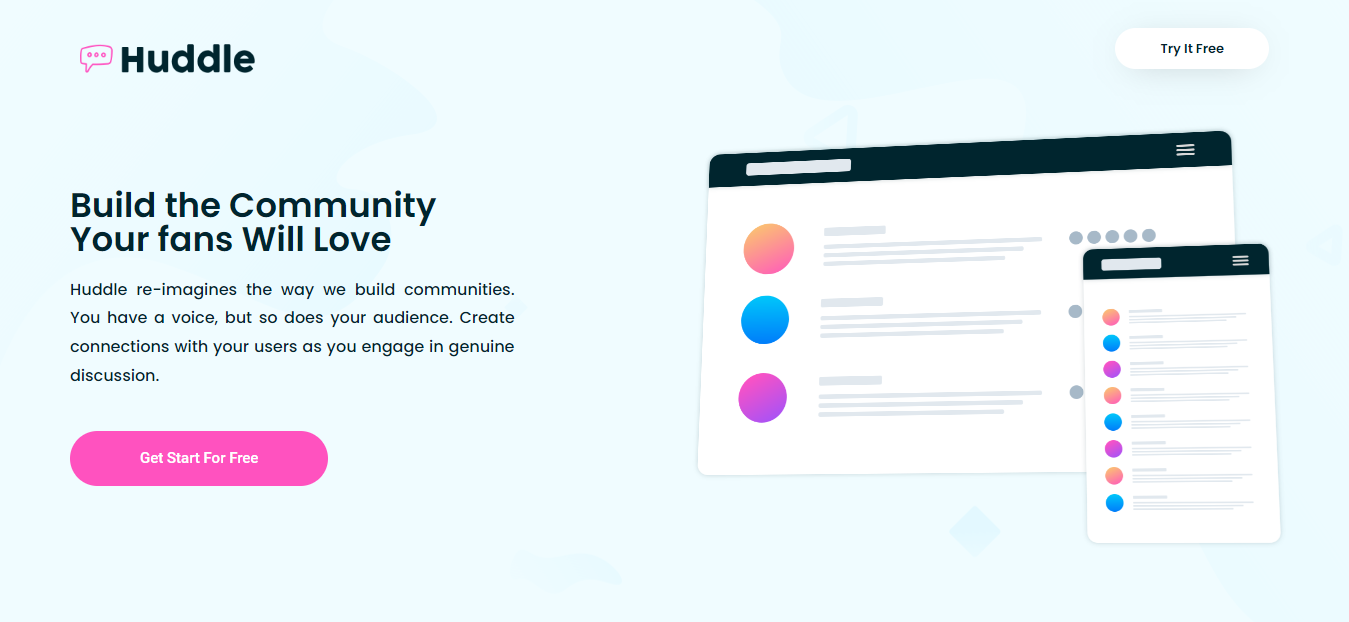 Huddle
Try It Free
Build the Community
Your fans Will Love
Huddle re-imagines the way we build communities.
You have a voice, but so does your audience. Create
connections with your users as you engage in genuine
discussion.
Get Start For Free